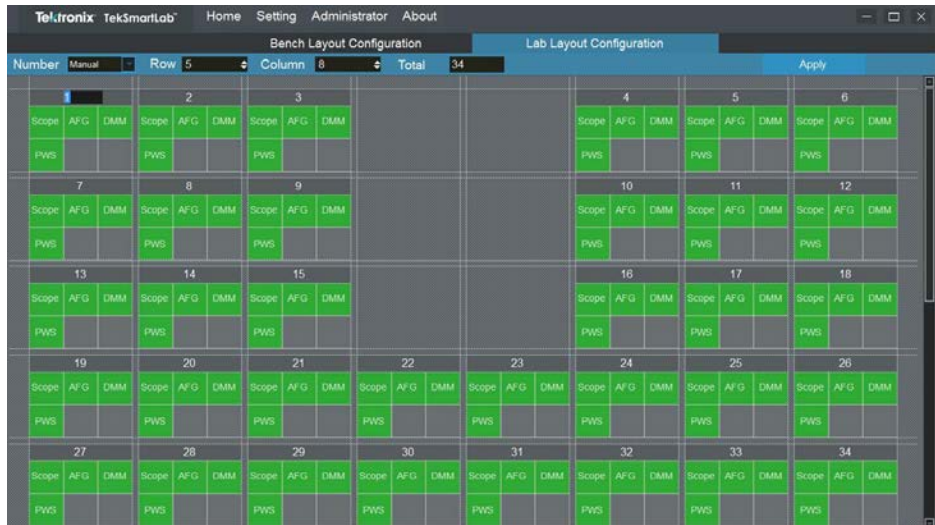 Tektronix TekSmartLab™ Home Setting Administrator About
Bench Layout Configuration Lab Layout Configuration
Number Manual Row 5 Column 8 Total 34 Apply
1 2 3 4 5 6
Scope AFG DMM Scope AFG DMM Scope AFG DMM Scope AFG DMM Scope AFG DMM Scope AFG DMM
PWS PWS PWS PWS PWS PWS
7 8 9 10 11 12
Scope AFG DMM Scope AFG DMM Scope AFG DMM Scope AFG DMM Scope AFG DMM Scope AFG DMM
PWS PWS PWS PWS PWS PWS
13 14 15 16 17 18
Scope AFG DMM Scope AFG DMM Scope AFG DMM Scope AFG DMM Scope AFG DMM Scope AFG DMM
PWS PWS PWS PWS PWS PWS
19 20 21 22 23 24 25 26
Scope AFG DMM Scope AFG DMM Scope AFG DMM Scope AFG DMM Scope AFG DMM Scope AFG DMM Scope AFG DMM Scope AFG DMM
PWS PWS PWS PWS PWS PWS PWS PWS
27 28 29 30 31 32 33 34
Scope AFG DMM Scope AFG DMM Scope AFG DMM Scope AFG DMM Scope AFG DMM Scope AFG DMM Scope AFG DMM Scope AFG DMM
PWS PWS PWS PWS PWS PWS PWS PWS